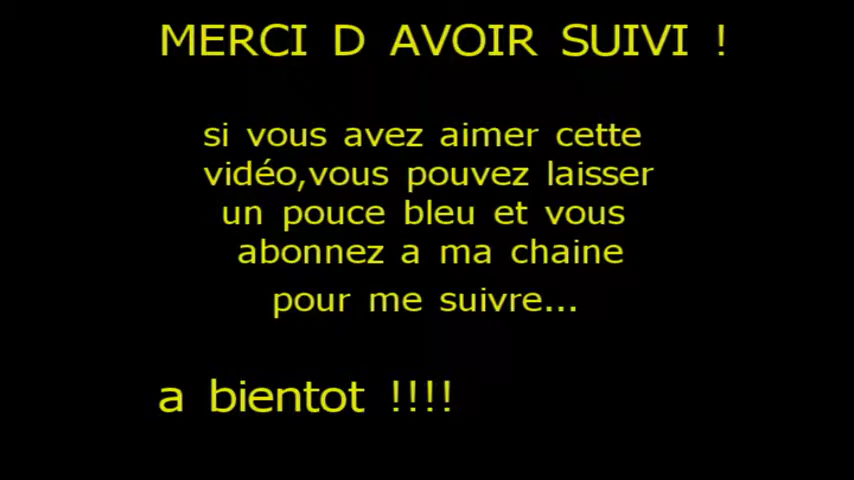 MERCI D AVOIR SUIVI !
si vous avez aimer cette
vidéo,vous pouvez laisser
un pouce bleu et vous
abonnez a ma chaine
pour me suivre...
a bientot !!!!